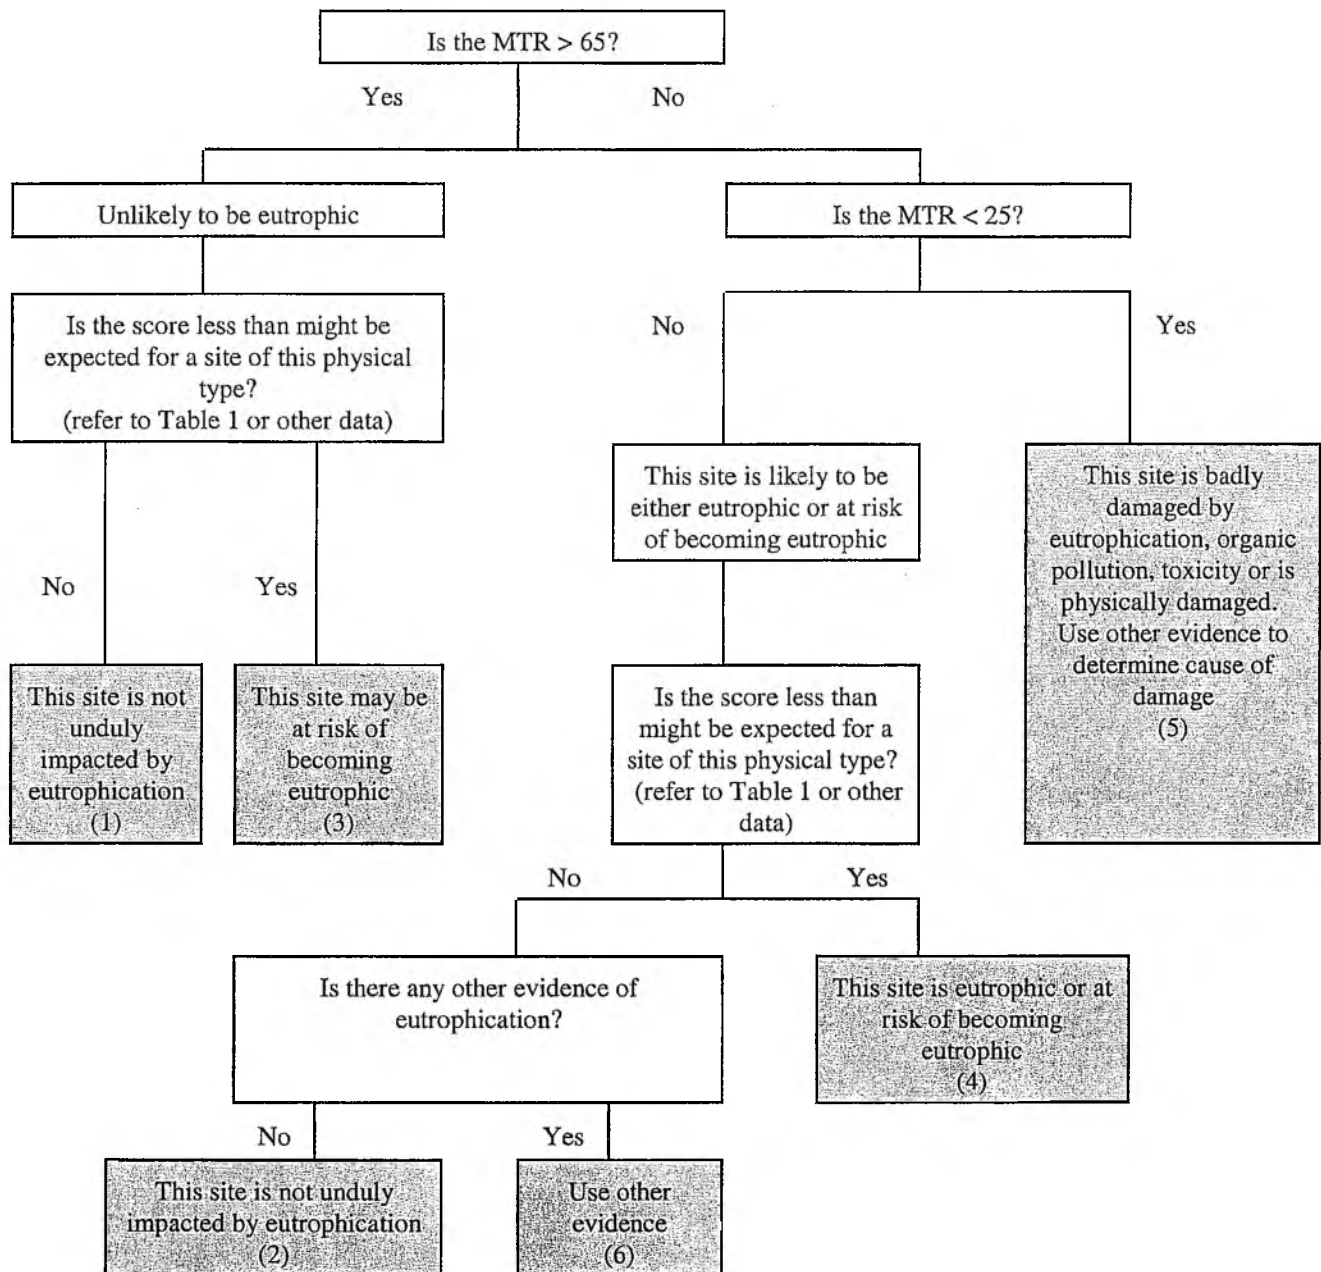 Is the MTR > 65?
Yes
No
Unlikely to be eutrophic
Is the MTR < 25?
Is the score less than might be
expected for a site of this physical
type?
(refer to Table 1 or other data)
No
Yes
This site is likely to be
either eutrophic or at risk
of becoming eutrophic
This site is badly
damaged by
eutrophication, organic
pollution, toxicity or is
physically damaged.
Use other evidence to
determine cause of
damage
(5)
No
Yes
This site is not
unduly
impacted by
eutrophication
(1)
This site may be
at risk of
becoming
eutrophic
(3)
Is the score less than
might be expected for a
site of this physical type?
(refer to Table 1 or other
data)
No
Yes
Is there any other evidence of
eutrophication?
This site is eutrophic or at
risk of becoming
eutrophic
(4)
No
Yes
This site is not unduly
impacted by eutrophication
(2)
Use other
evidence
(6)